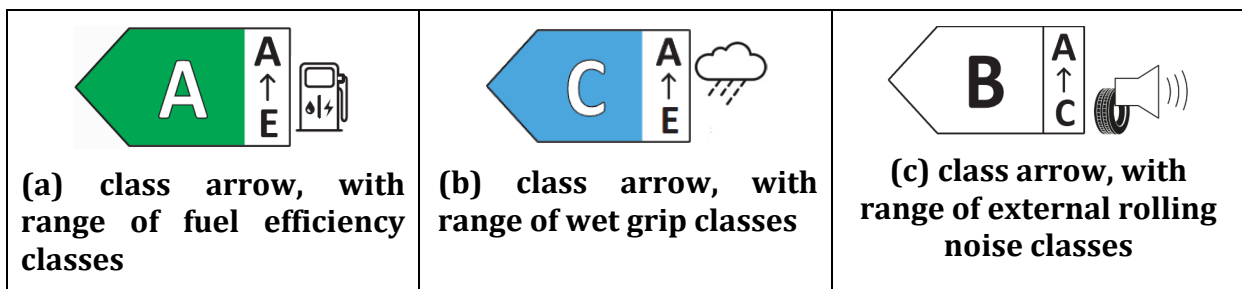 A
A
E
(a) class arrow, with
range of fuel efficiency
classes
C
A
E
(b) class arrow, with
range of wet grip classes
B
A
C
(c) class arrow, with
range of external rolling
noise classes